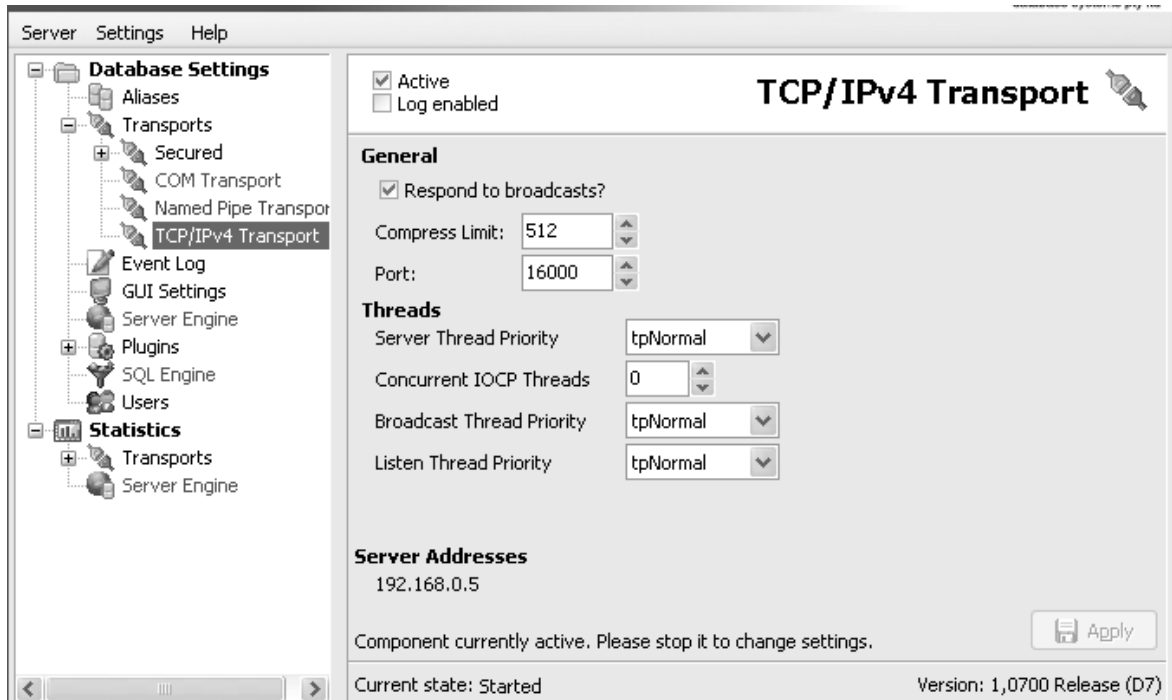 Server Settings Help
Database Settings
Aliases
Transports
Secured
COM Transport
Named Pipe Transpor
TCP/IPv4 Transport
Event Log
GUI Settings
Server Engine
Plugins
SQL Engine
Users
Statistics
Transports
Server Engine
Active
Log enabled
TCP/IPv4 Transport
General
Respond to broadcasts?
Compress Limit: 512
Port: 16000
Threads
Server Thread Priority tpNormal
Concurrent IOCP Threads 0
Broadcast Thread Priority tpNormal
Listen Thread Priority tpNormal
Server Addresses
192.168.0.5
Component currently active. Please stop it to change settings.
Apply
Current state: Started
Version: 1,0700 Release (D7)